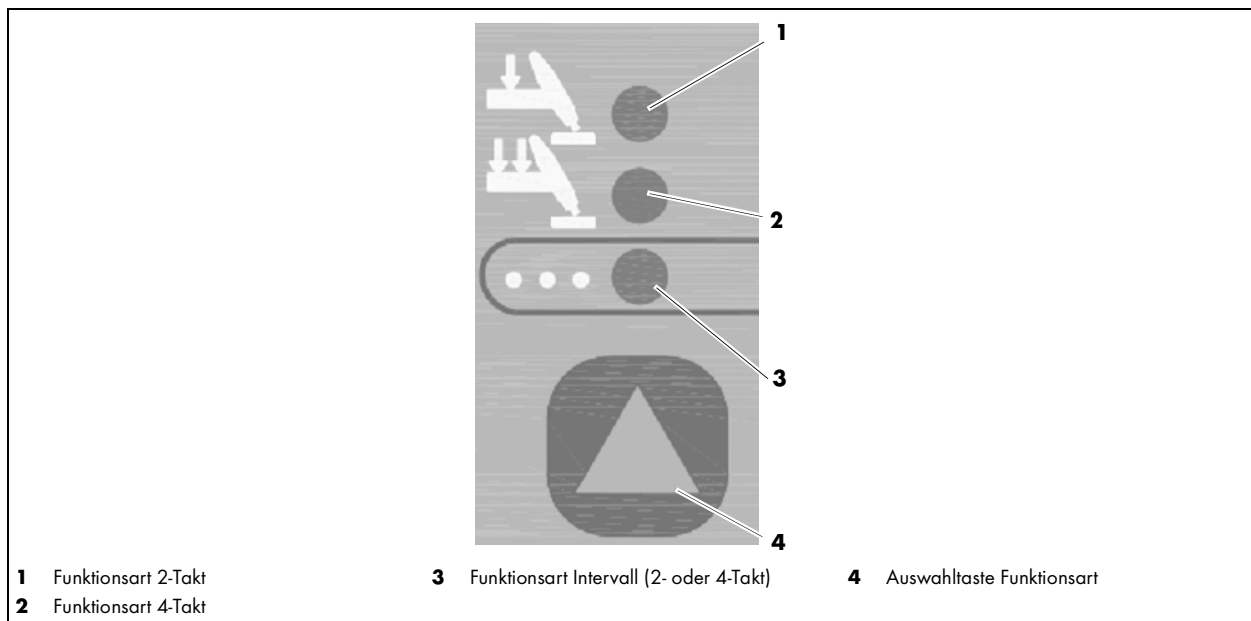 1
2
3
4
1 Funktionsart 2-Takt
2 Funktionsart 4-Takt
3 Funktionsart Intervall (2- oder 4-Takt)
4 Auswahltaste Funktionsart